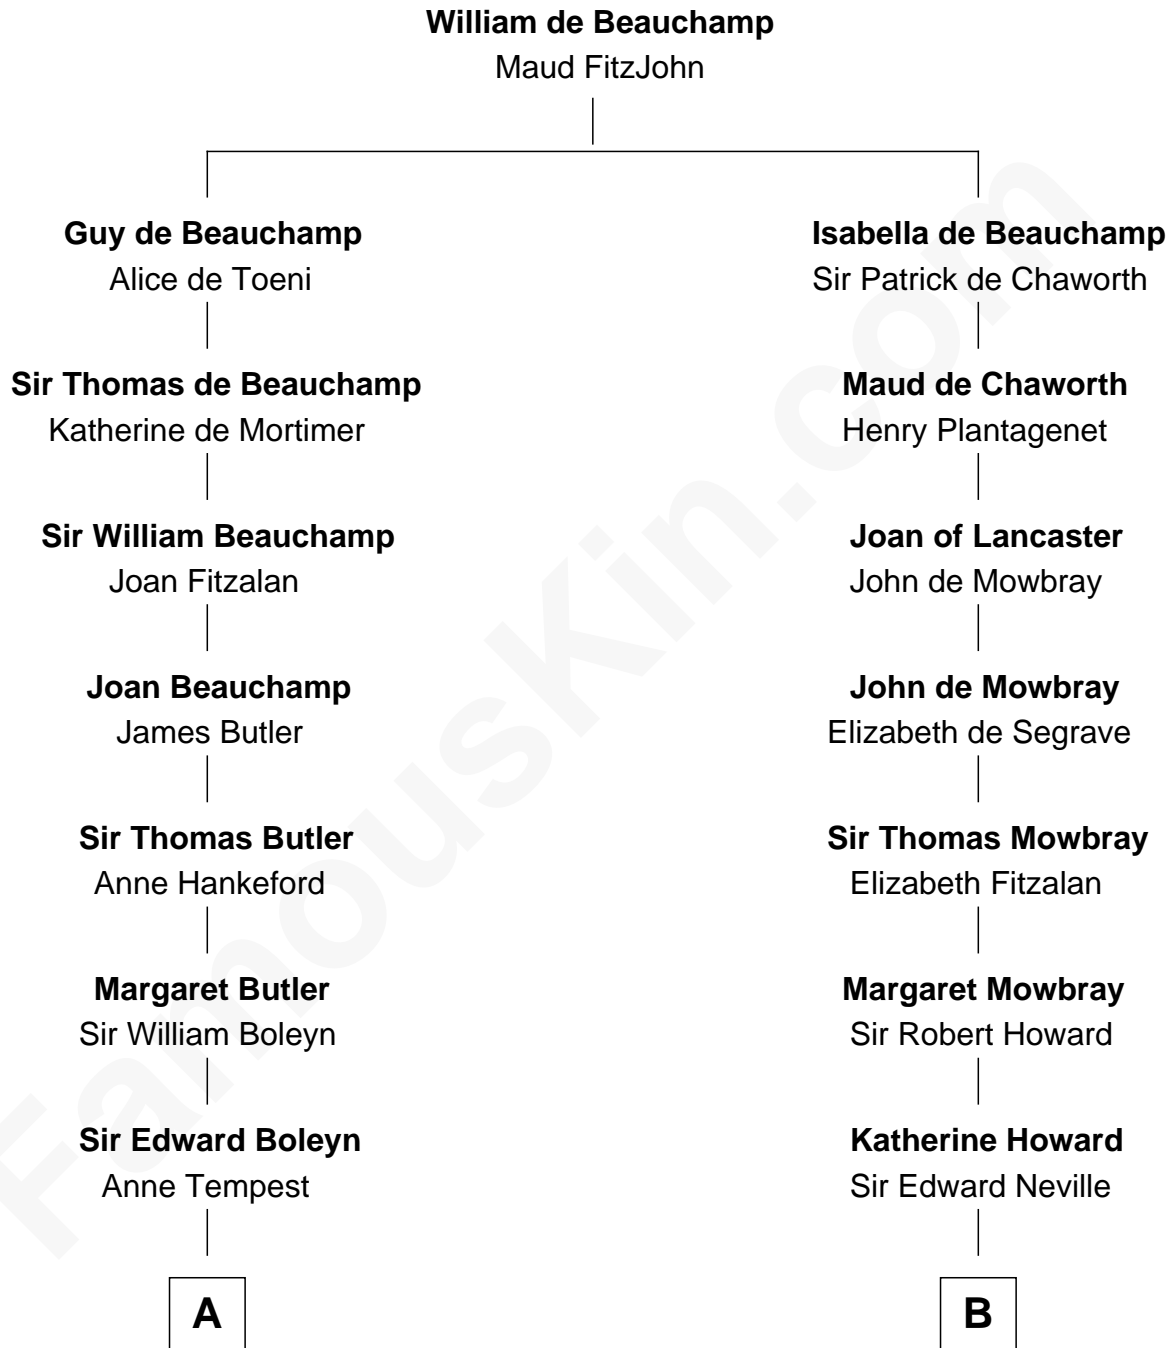 William de Beauchamp
Maud FitzJohn
Guy de Beauchamp
Alice de Toeni
Isabella de Beauchamp
Sir Patrick de Chaworth
Sir Thomas de Beauchamp
Katherine de Mortimer
Maud de Chaworth
Henry Plantagenet
Sir William Beauchamp
Joan Fitzalan
Joan of Lancaster
John de Mowbray
Joan Beauchamp
James Butler
John de Mowbray
Elizabeth de Segrave
Sir Thomas Butler
Anne Hankeford
Sir Thomas Mowbray
Elizabeth Fitzalan
Margaret Butler
Sir William Boleyn
Margaret Mowbray
Sir Robert Howard
Sir Edward Boleyn
Anne Tempest
Katherine Howard
Sir Edward Neville
A
B
FamousKin.com